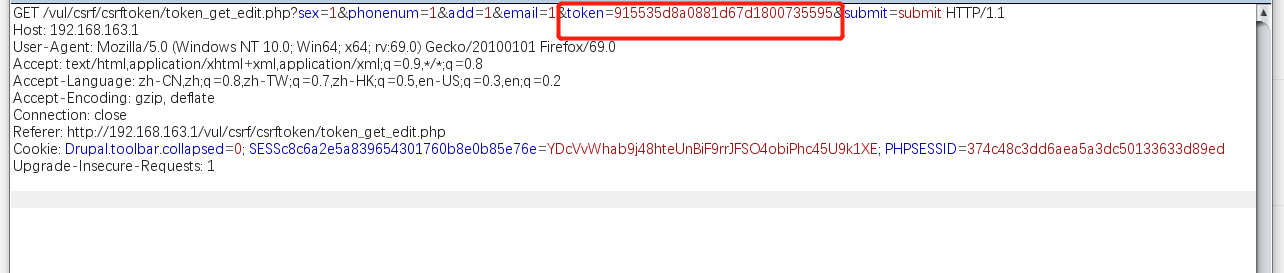 GET /vul/csrf/csrftoken/token_get_edit.php?sex=1&phonenum=1&add=1&email=1&token=915535d8a0881d67d1800735595&submit=submit HTTP/1.1
Host: 192.168.163.1
User-Agent: Mozilla/5.0 (Windows NT 10.0; Win64; x64; rv:69.0) Gecko/20100101 Firefox/69.0
Accept: text/html,application/xhtml+xml,application/xml;q=0.9,*/*;q=0.8
Accept-Language: zh-CN,zh;q=0.8,zh-TW;q=0.7,zh-HK;q=0.5,en-US;q=0.3,en;q=0.2
Accept-Encoding: gzip, deflate
Connection: close
Referer: http://192.168.163.1/vul/csrf/csrftoken/token_get_edit.php
Cookie: Drupal.toolbar.collapsed=0; SESSc8c6a2e5a839654301760b8e0b85e76e=YDcVvWhab9j48hteUnBiF9rrJFSO4obiPhc45U9k1XE; PHPSESSID=374c48c3dd6aea5a3dc50133633d89ed
Upgrade-Insecure-Requests: 1